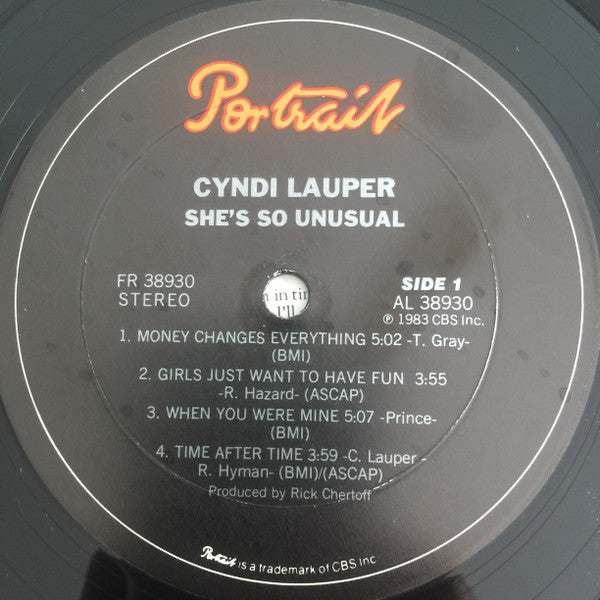 Portrait
CYNDI LAUPER
SHE'S SO UNUSUAL
FR 38930
STEREO
SIDE 1
AL 38930
℗ 1983 CBS Inc.
in tir
I'll
1. MONEY CHANGES EVERYTHING 5:02 -T. Gray-
(BMI)
2. GIRLS JUST WANT TO HAVE FUN 3:55
-R. Hazard- (ASCAP)
3. WHEN YOU WERE MINE 5:07 -Prince-
(BMI)
4. TIME AFTER TIME 3:59 -C. Lauper -
R. Hyman- (BMI)/(ASCAP)
Produced by Rick Chertoff
Portrait is a trademark of CBS Inc